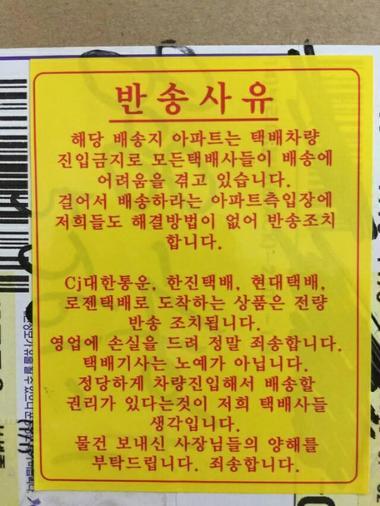 반송사유
해당 배송지 아파트는 택배차량
진입금지로 모든택배사들이 배송에
어려움을 겪고 있습니다.
걸어서 배송하라는 아파트측입장에
저희들도 해결방법이 없어 반송조치
합니다.
Cj대한통운, 한진택배, 현대택배,
로젠택배로 도착하는 상품은 전량
반송 조치됩니다.
영업에 손실을 드려 정말 죄송합니다.
택배기사는 노예가 아닙니다.
정당하게 차량진입해서 배송할
권리가 있다는것이 저희 택배사들
생각입니다.
물건 보내신 사장님들의 양해를
부탁드립니다. 죄송합니다.